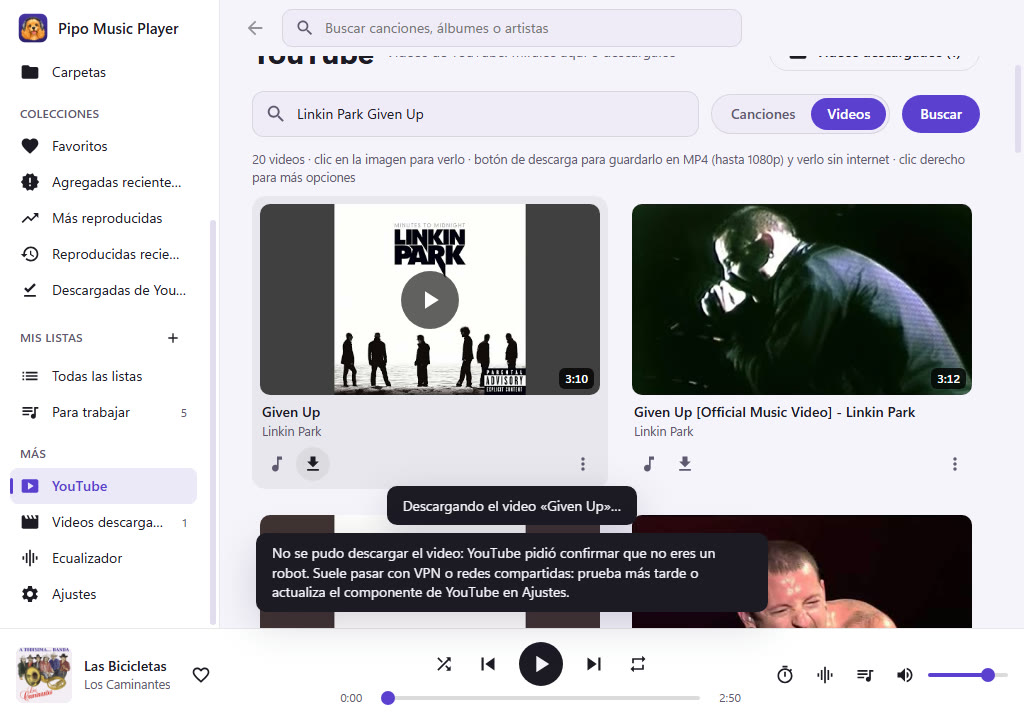 Pipo Music Player
Buscar canciones, álbumes o artistas
Carpetas
COLECCIONES
Favoritos
Agregadas reciente...
Más reproducidas
Reproducidas recie...
Descargadas de You...
MIS LISTAS
Todas las listas
Para trabajar 5
MÁS
YouTube
Videos descarga... 1
Ecualizador
Ajustes
YouTube
Linkin Park Given Up
Canciones Videos Buscar
20 videos · clic en la imagen para verlo · botón de descarga para guardarlo en MP4 (hasta 1080p) y verlo sin internet · clic derecho
para más opciones
MINUTES TO MIDNIGHT
LINKIN
PARK
PARENTAL
ADVISORY
EXPLICIT CONTENT
3:10
3:12
Given Up
Linkin Park
Given Up [Official Music Video] - Linkin Park
Linkin Park
Descargando el video «Given Up»...
No se pudo descargar el video: YouTube pidió confirmar que no eres un
robot. Suele pasar con VPN o redes compartidas: prueba más tarde o
actualiza el componente de YouTube en Ajustes.
Las Bicicletas
Los Caminantes
0:00
2:50